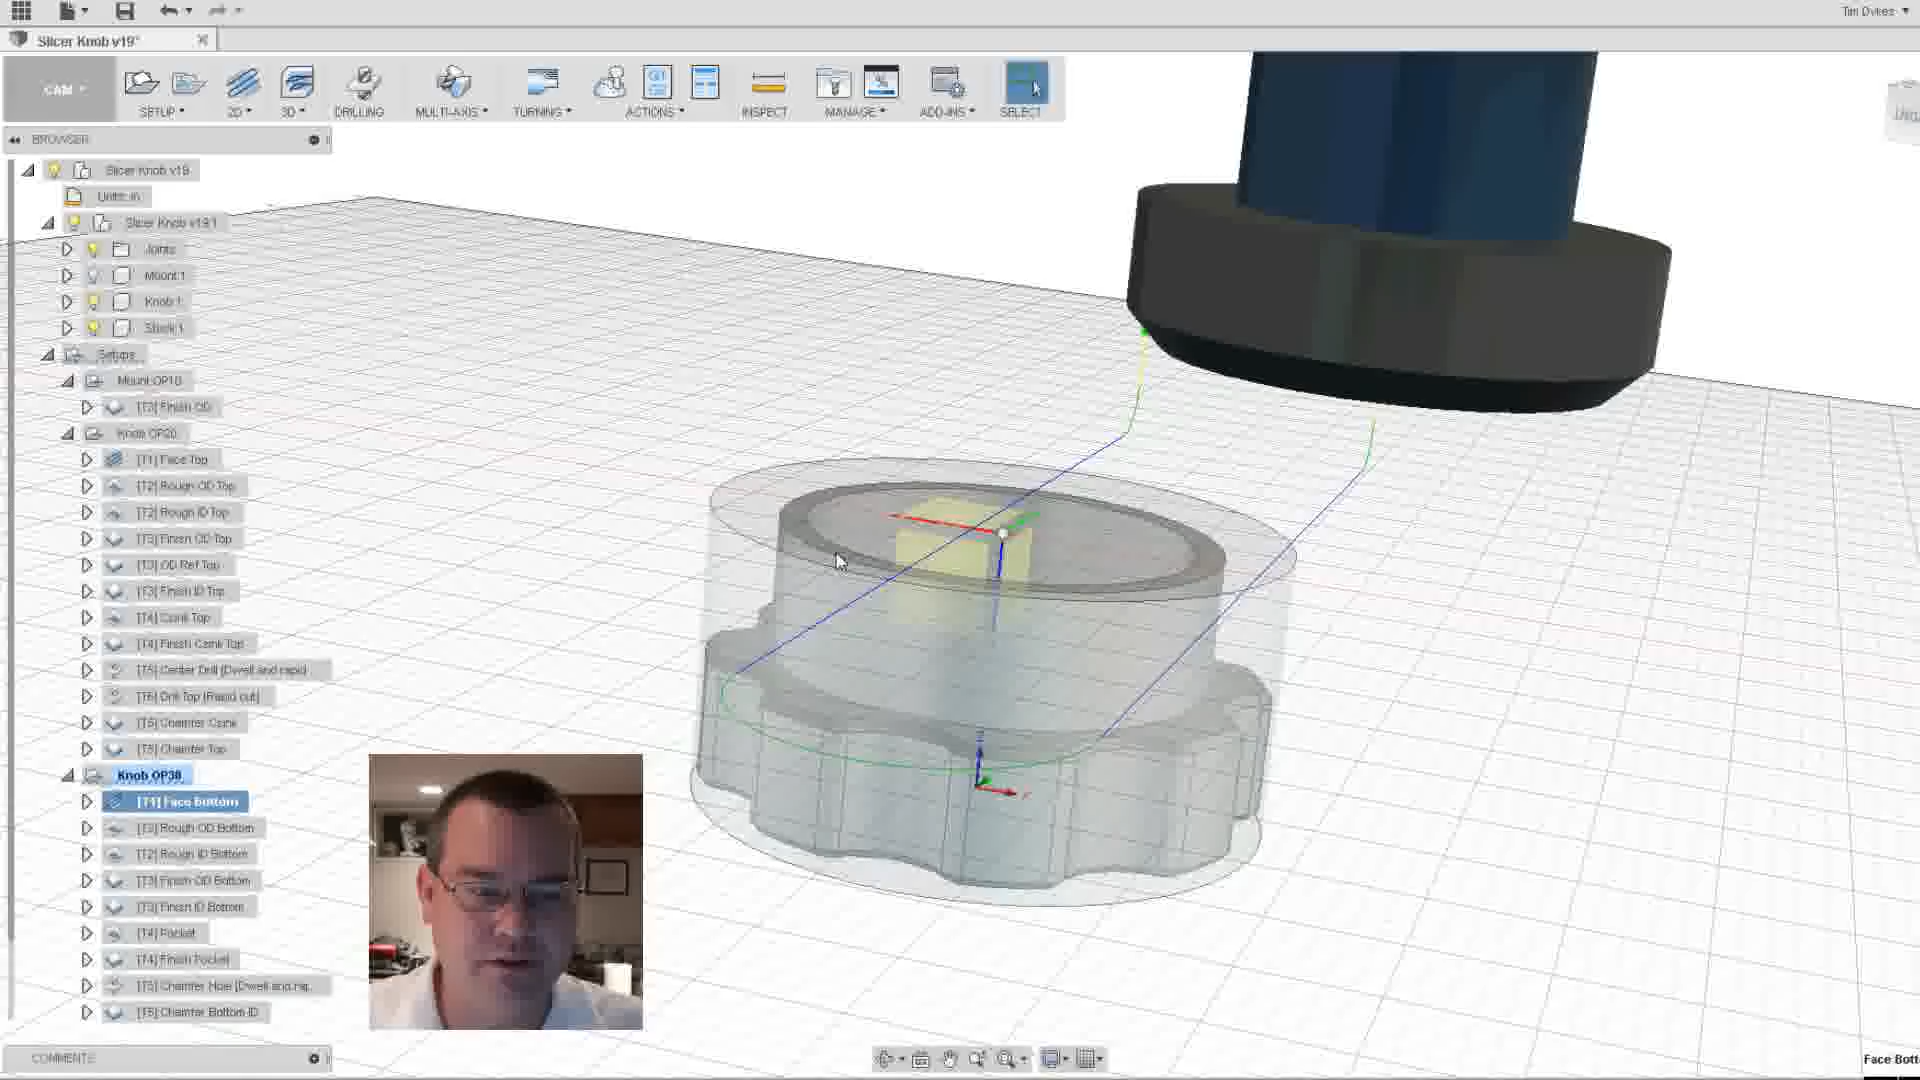 Tim Dykes
Slicer Knob v19*
CAM
SETUP
2D
3D
DRILLING
MULTI-AXIS
TURNING
ACTIONS
INSPECT
MANAGE
ADD-INS
SELECT
BROWSER
Slicer Knob v19
Units: in
Slicer Knob v19:1
Joints
Mount:1
Knob:1
Stock:1
Setups
Mount OP10
[T3] Finish OD
Knob OP20
[T1] Face Top
[T2] Rough OD Top
[T2] Rough ID Top
[T3] Finish OD Top
[T3] OD Ref Top
[T3] Finish ID Top
[T4] Csink Top
[T4] Finish Csink Top
[T5] Center Drill [Dwell and rapid ...
[T6] Drill Top [Rapid out]
[T5] Chamfer Csink
[T5] Chamfer Top
Knob OP30
[T1] Face Bottom
[T2] Rough OD Bottom
[T2] Rough ID Bottom
[T3] Finish OD Bottom
[T3] Finish ID Bottom
[T4] Pocket
[T4] Finish Pocket
[T5] Chamfer Hole [Dwell and rap...
[T5] Chamfer Bottom ID
COMMENTS
Face Bott